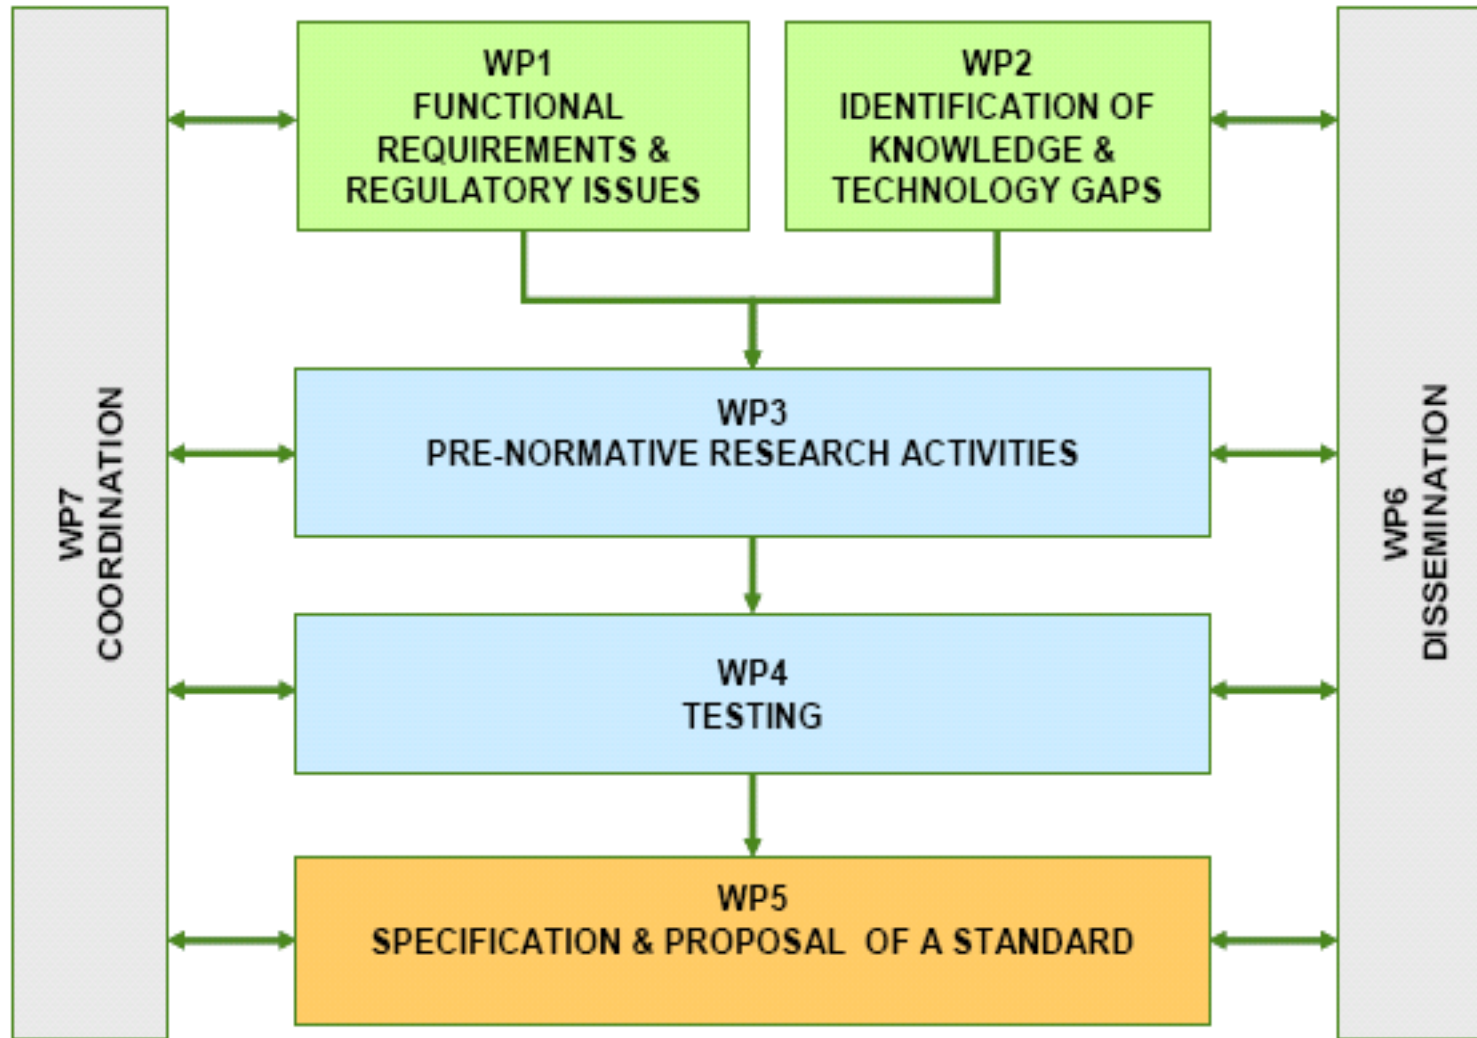 WP1
FUNCTIONAL
REQUIREMENTS &
REGULATORY ISSUES
WP2
IDENTIFICATION OF
KNOWLEDGE &
TECHNOLOGY GAPS
WP3
PRE-NORMATIVE RESEARCH ACTIVITIES
WP4
TESTING
WP5
SPECIFICATION & PROPOSAL OF A STANDARD
WP7
COORDINATION
WP6
DISSEMINATION